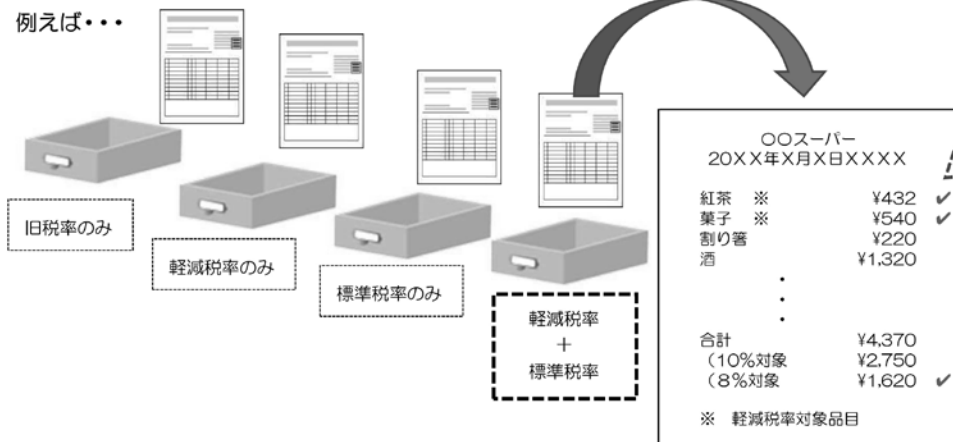 例えば・・・
旧税率のみ
軽減税率のみ
標準税率のみ
軽減税率
+
標準税率
〇〇スーパー
20XX年X月X日XXXX
紅茶 ※ ¥432 ✔
菓子 ※ ¥540 ✔
割り箸 ¥220
酒 ¥1,320
・
・
・
合計 ¥4,370
(10%対象 ¥2,750
(8%対象 ¥1,620 ✔
※ 軽減税率対象品目